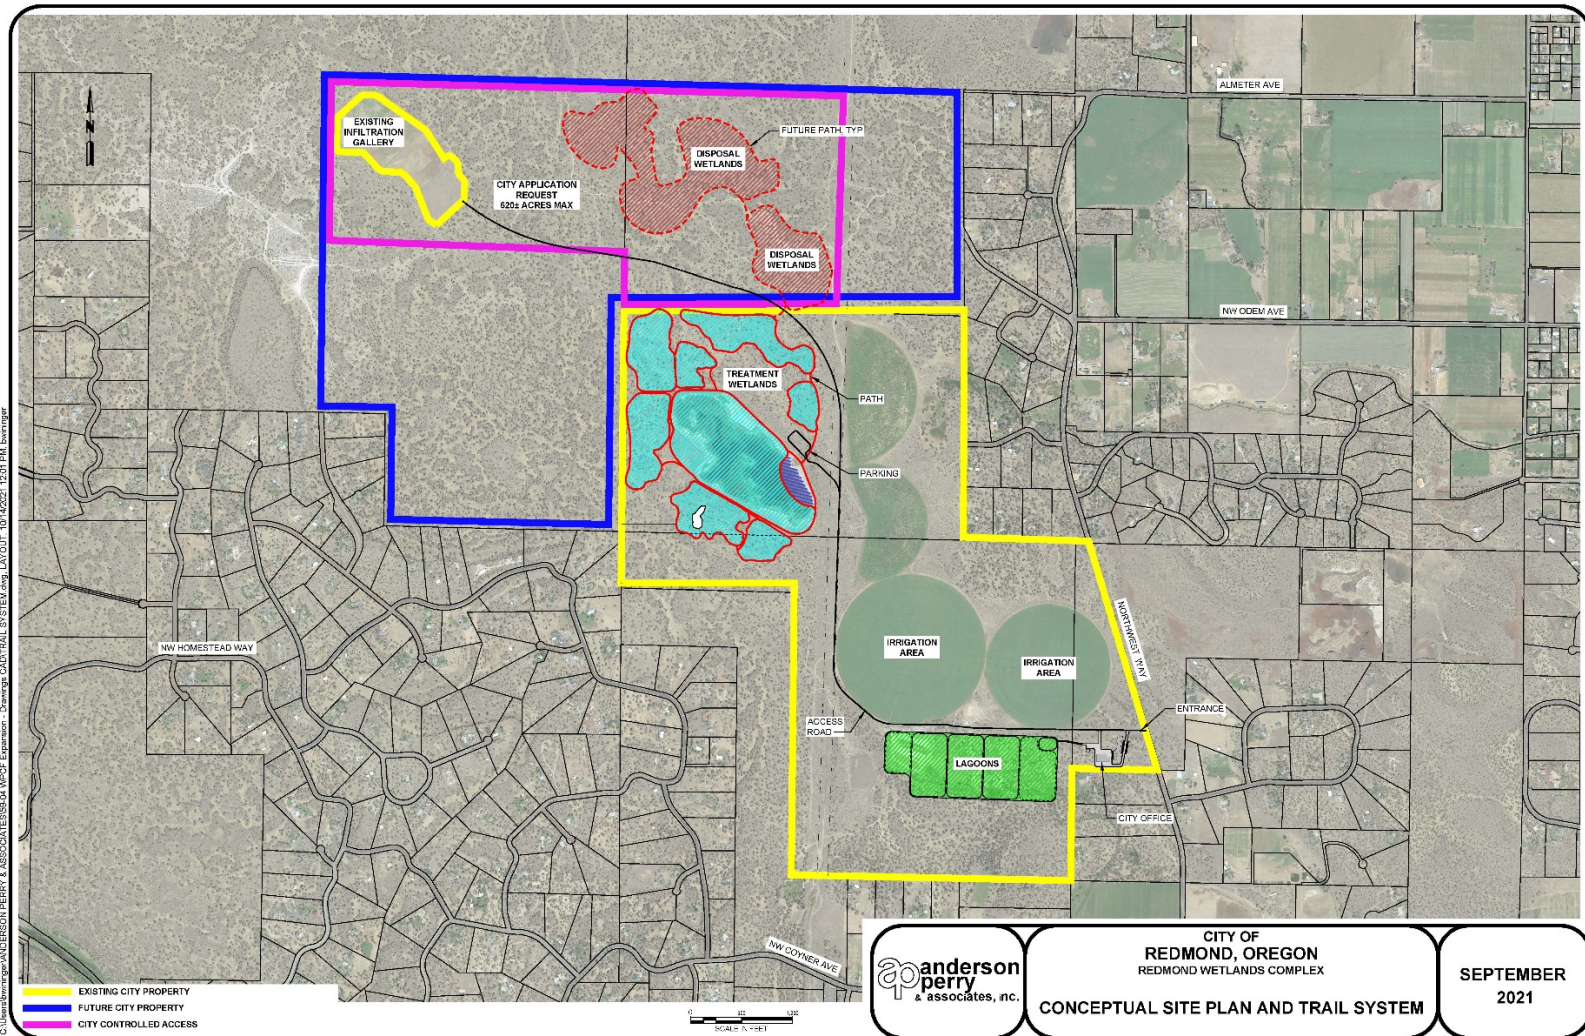 ALMETER AVE
N
EXISTING
INFILTRATION
GALLERY
FUTURE PATH, TYP
DISPOSAL
WETLANDS
CITY APPLICATION
REQUEST
620± ACRES MAX
DISPOSAL
WETLANDS
NW ODEM AVE
TREATMENT
WETLANDS
PATH
PARKING
NORTHWEST WAY
NW HOMESTEAD WAY
IRRIGATION
AREA
IRRIGATION
AREA
ENTRANCE
ACCESS
ROAD
LAGOONS
CITY OFFICE
NW COYNER AVE
EXISTING CITY PROPERTY
FUTURE CITY PROPERTY
CITY CONTROLLED ACCESS
SCALE IN FEET
anderson
perry
& associates, inc.
CITY OF
REDMOND, OREGON
REDMOND WETLANDS COMPLEX
CONCEPTUAL SITE PLAN AND TRAIL SYSTEM
SEPTEMBER
2021